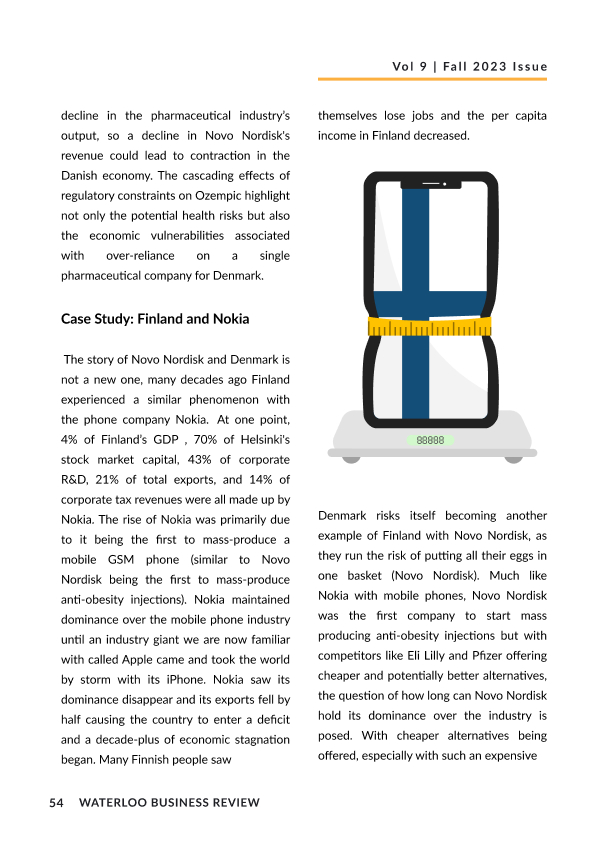 Vol 9 | Fall 2023 Issue
decline in the pharmaceutical industry's
output, so a decline in Novo Nordisk's
revenue could lead to contraction in the
Danish economy. The cascading effects of
regulatory constraints on Ozempic highlight
not only the potential health risks but also
the economic vulnerabilities associated
with over-reliance on a single
pharmaceutical company for Denmark.
Case Study: Finland and Nokia
The story of Novo Nordisk and Denmark is
not a new one, many decades ago Finland
experienced a similar phenomenon with
the phone company Nokia. At one point,
4% of Finland's GDP , 70% of Helsinki's
stock market capital, 43% of corporate
R&D, 21% of total exports, and 14% of
corporate tax revenues were all made up by
Nokia. The rise of Nokia was primarily due
to it being the first to mass-produce a
mobile GSM phone (similar to Novo
Nordisk being the first to mass-produce
anti-obesity injections). Nokia maintained
dominance over the mobile phone industry
until an industry giant we are now familiar
with called Apple came and took the world
by storm with its iPhone. Nokia saw its
dominance disappear and its exports fell by
half causing the country to enter a deficit
and a decade-plus of economic stagnation
began. Many Finnish people saw
themselves lose jobs and the per capita
income in Finland decreased.
88888
Denmark risks itself becoming another
example of Finland with Novo Nordisk, as
they run the risk of putting all their eggs in
one basket (Novo Nordisk). Much like
Nokia with mobile phones, Novo Nordisk
was the first company to start mass
producing anti-obesity injections but with
competitors like Eli Lilly and Pfizer offering
cheaper and potentially better alternatives,
the question of how long can Novo Nordisk
hold its dominance over the industry is
posed. With cheaper alternatives being
offered, especially with such an expensive
54 WATERLOO BUSINESS REVIEW